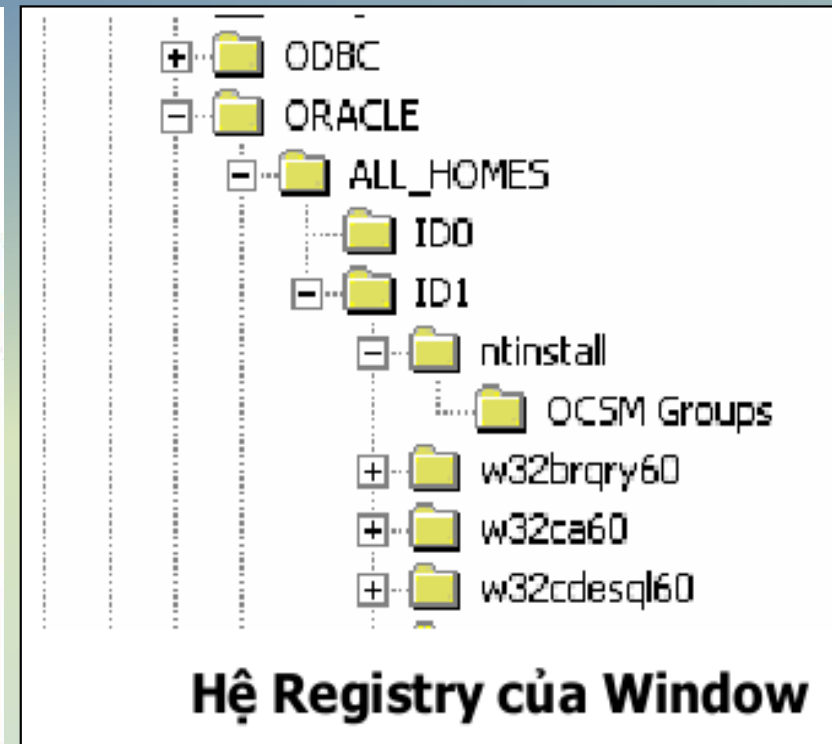 ODBC
ORACLE
ALL_HOMES
ID0
ID1
ntinstall
OCSM Groups
w32brqry60
w32ca60
w32cdesql60
Hệ Registry của Window